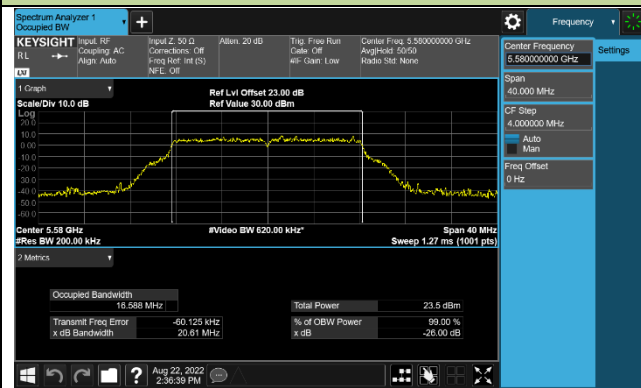 Spectrum Analyzer 1
Occupied BW
+
Frequency
KEYSIGHT
RL
LXI
Input: RF
Coupling: AC
Align: Auto
Input Z: 50 Ω
Corrections: Off
Freq Ref: Int (S)
NFE: Off
Atten: 20 dB
Trig: Free Run
Gate: Off
#IF Gain: Low
Center Freq: 5.580000000 GHz
Avg|Hold: 50/50
Radio Std: None
Center Frequency
5.580000000 GHz
Settings
Span
40.000 MHz
CF Step
4.000000 MHz
Auto
Man
Freq Offset
0 Hz
1 Graph
Scale/Div 10.0 dB
Ref Lvl Offset 23.00 dB
Ref Value 30.00 dBm
Log
20.0
10.0
0.00
-10.0
-20.0
-30.0
-40.0
-50.0
-60.0
Center 5.58 GHz
#Video BW 620.00 kHz*
Span 40 MHz
#Res BW 200.00 kHz
Sweep 1.27 ms (1001 pts)
2 Metrics
Occupied Bandwidth
16.588 MHz
Total Power 23.5 dBm
Transmit Freq Error -60.125 kHz
% of OBW Power 99.00 %
x dB Bandwidth 20.61 MHz
x dB -26.00 dB
?
Aug 22, 2022
2:36:39 PM